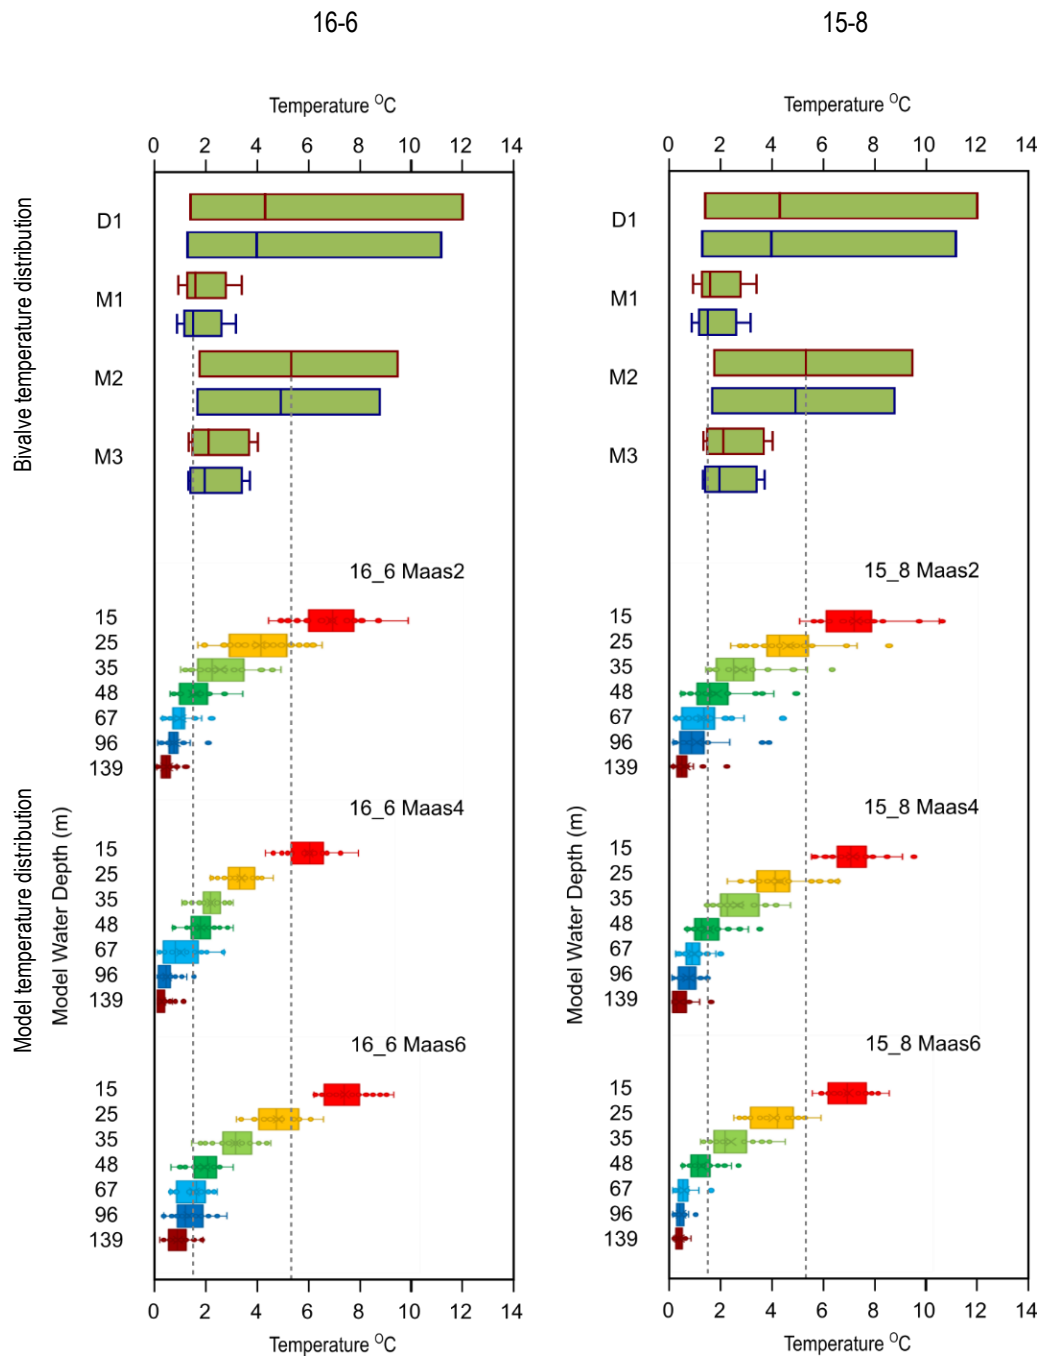 16-6
15-8
Temperature °C
Temperature °C
0 2 4 6 8 10 12 14
0 2 4 6 8 10 12 14
Bivalve temperature distribution
D1
M1
M2
M3
D1
M1
M2
M3
Model temperature distribution
Model Water Depth (m)
16_6 Maas2
15
25
35
48
67
96
139
16_6 Maas4
15
25
35
48
67
96
139
16_6 Maas6
15
25
35
48
67
96
139
Model Water Depth (m)
15_8 Maas2
15
25
35
48
67
96
139
15_8 Maas4
15
25
35
48
67
96
139
15_8 Maas6
15
25
35
48
67
96
139
0 2 4 6 8 10 12 14
0 2 4 6 8 10 12 14
Temperature °C
Temperature °C